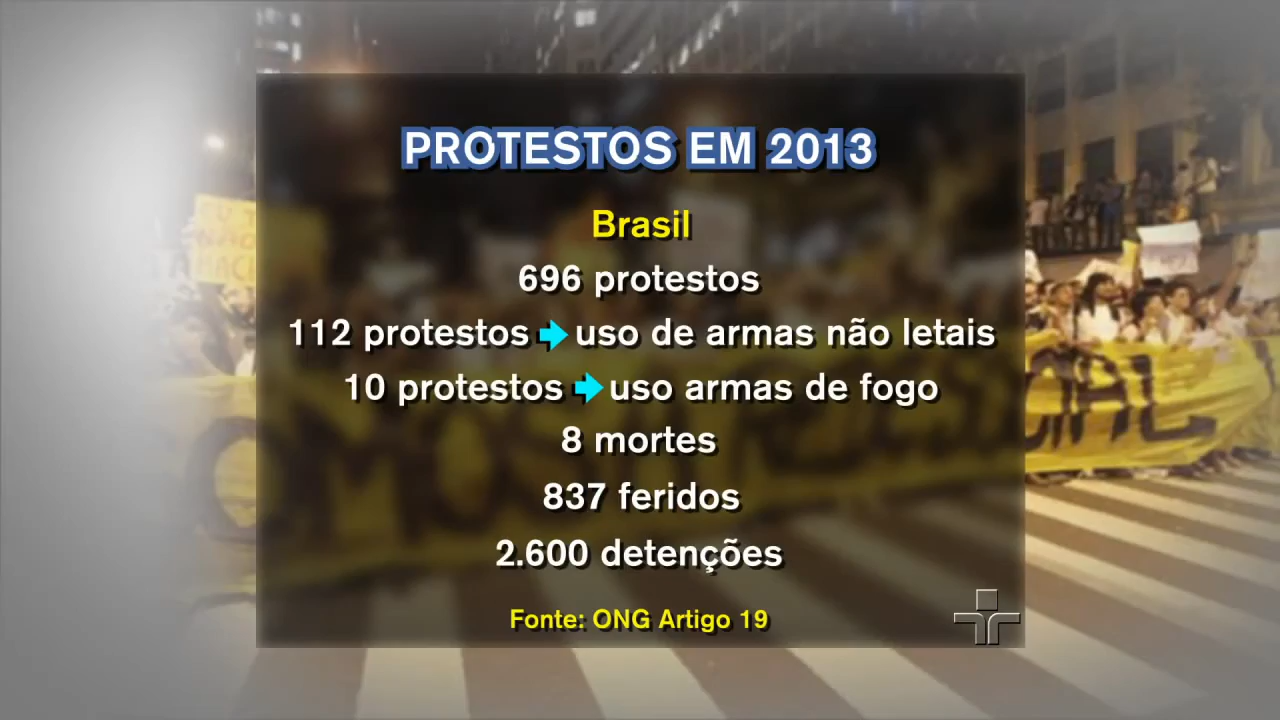 PROTESTOS EM 2013
Brasil
696 protestos
112 protestos ➡ uso de armas não letais
10 protestos ➡ uso armas de fogo
8 mortes
837 feridos
2.600 detenções
Fonte: ONG Artigo 19